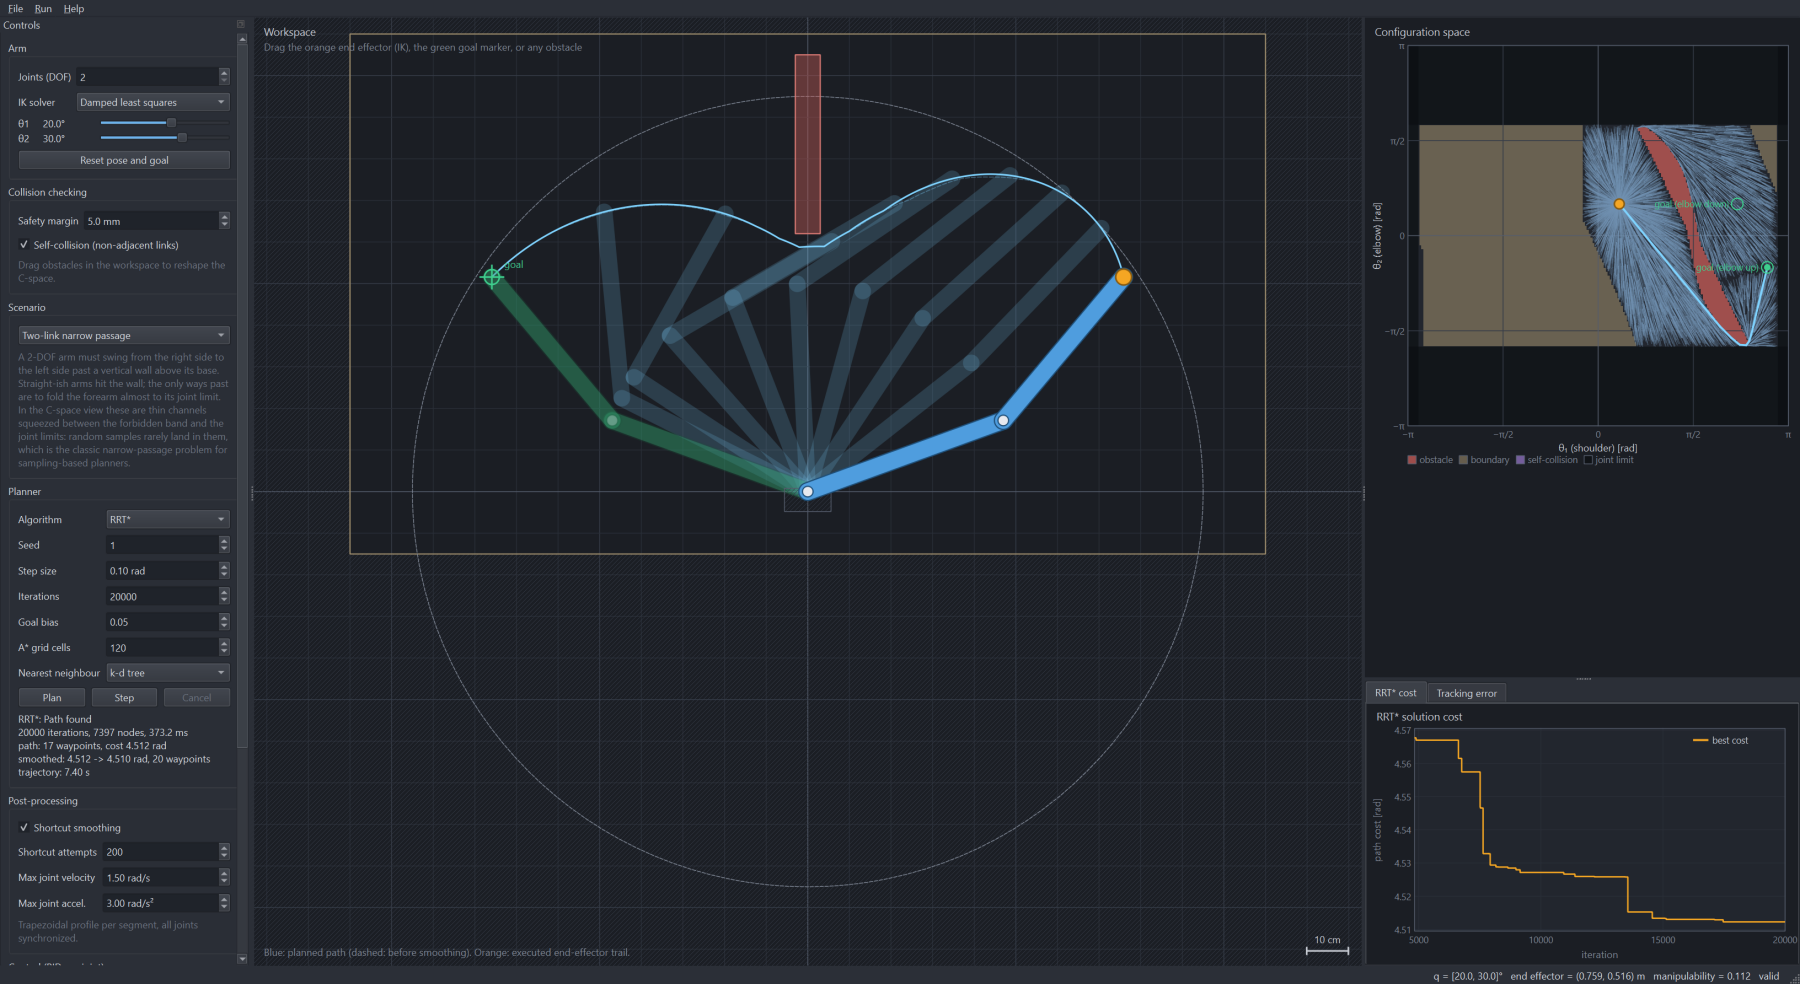 File Run Help
Controls
Arm
Joints (DOF) 2
IK solver Damped least squares
θ1 20.0°
θ2 30.0°
Reset pose and goal
Collision checking
Safety margin 5.0 mm
Self-collision (non-adjacent links)
Drag obstacles in the workspace to reshape the
C-space.
Scenario
Two-link narrow passage
A 2-DOF arm must swing from the right side to
the left side past a vertical wall above its base.
Straight-ish arms hit the wall; the only ways past
are to fold the forearm almost to its joint limit.
In the C-space view these are thin channels
squeezed between the forbidden band and the
joint limits: random samples rarely land in them,
which is the classic narrow-passage problem for
sampling-based planners.
Planner
Algorithm RRT*
Seed 1
Step size 0.10 rad
Iterations 20000
Goal bias 0.05
A* grid cells 120
Nearest neighbour k-d tree
Plan Step Cancel
RRT*: Path found
20000 iterations, 7397 nodes, 373.2 ms
path: 17 waypoints, cost 4.512 rad
smoothed: 4.512 -> 4.510 rad, 20 waypoints
trajectory: 7.40 s
Post-processing
Shortcut smoothing
Shortcut attempts 200
Max joint velocity 1.50 rad/s
Max joint accel. 3.00 rad/s²
Trapezoidal profile per segment, all joints
synchronized.
Workspace
Drag the orange end effector (IK), the green goal marker, or any obstacle
goal
Blue: planned path (dashed: before smoothing). Orange: executed end-effector trail.
10 cm
Configuration space
π
π/2
0
−π/2
−π
θ₂ (elbow) [rad]
goal (elbow down)
goal (elbow up)
−π −π/2 0 π/2 π
θ₁ (shoulder) [rad]
obstacle boundary self-collision joint limit
RRT* cost Tracking error
RRT* solution cost
best cost
4.57
4.56
4.55
4.54
4.53
4.52
4.51
path cost [rad]
5000 10000 15000 20000
iteration
q = [20.0, 30.0]° end effector = (0.759, 0.516) m manipulability = 0.112 valid